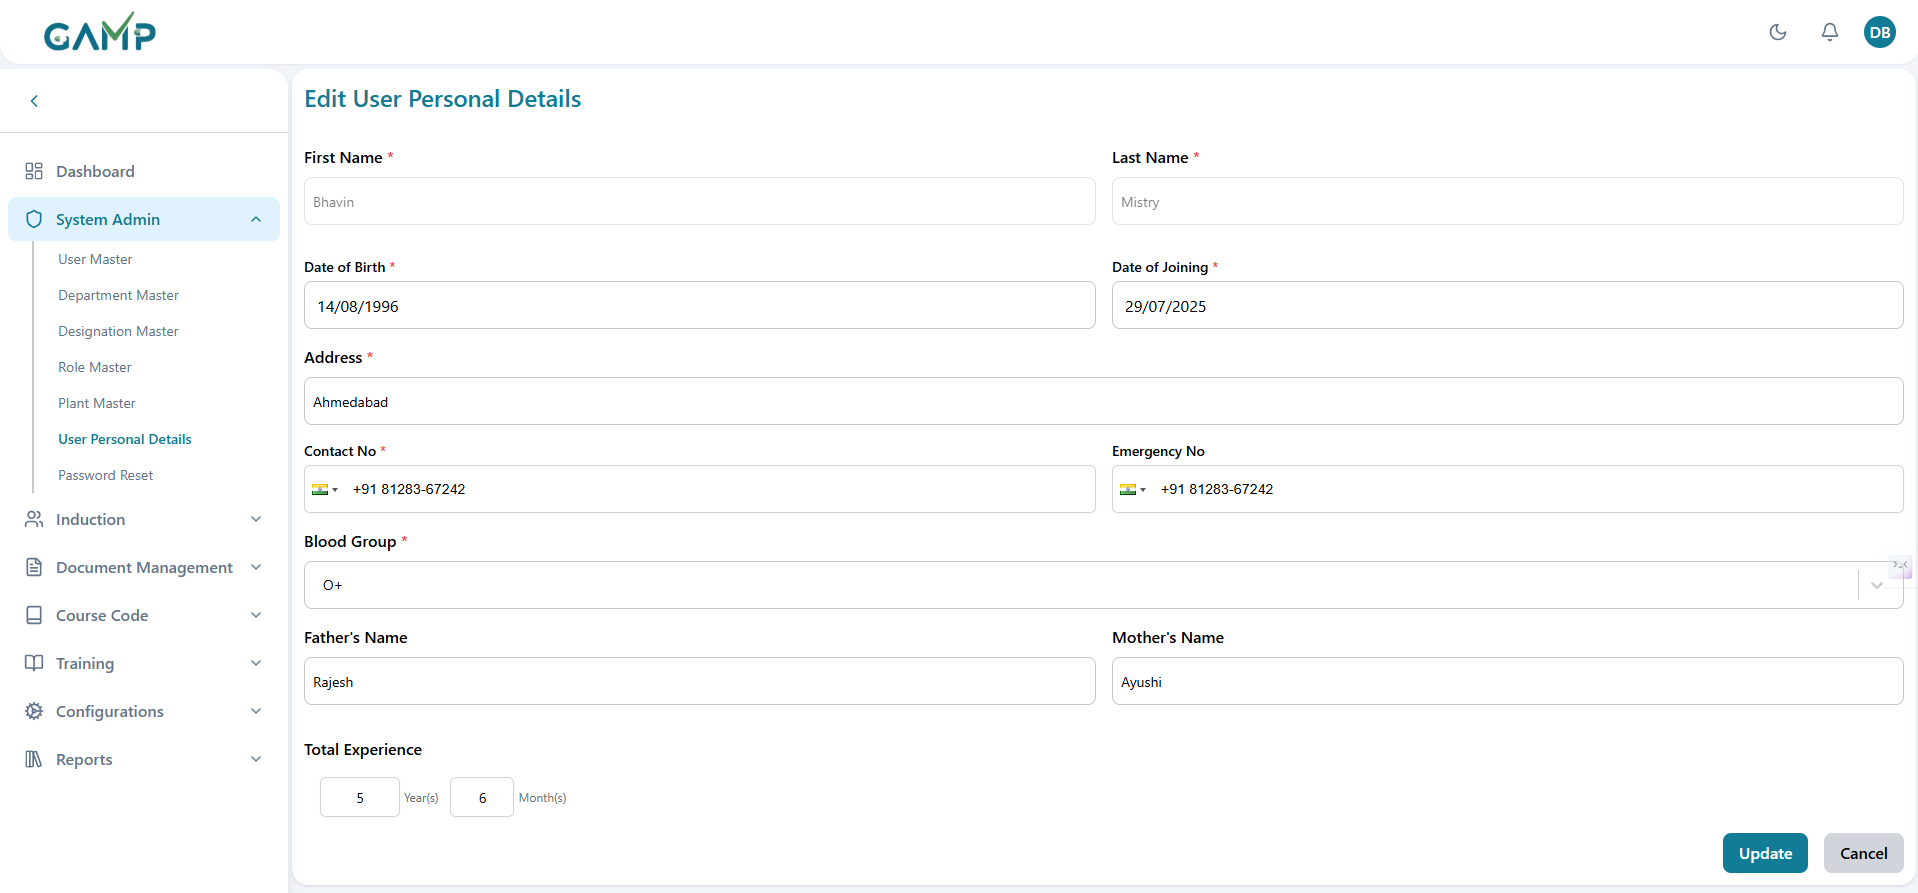 GAMP
DB
Edit User Personal Details
Dashboard
System Admin
User Master
Department Master
Designation Master
Role Master
Plant Master
User Personal Details
Password Reset
Induction
Document Management
Course Code
Training
Configurations
Reports
First Name *
Last Name *
Bhavin
Mistry
Date of Birth *
Date of Joining *
14/08/1996
29/07/2025
Address *
Ahmedabad
Contact No *
Emergency No
+91 81283-67242
+91 81283-67242
Blood Group *
O+
Father's Name
Mother's Name
Rajesh
Ayushi
Total Experience
5 Year(s) 6 Month(s)
Update
Cancel